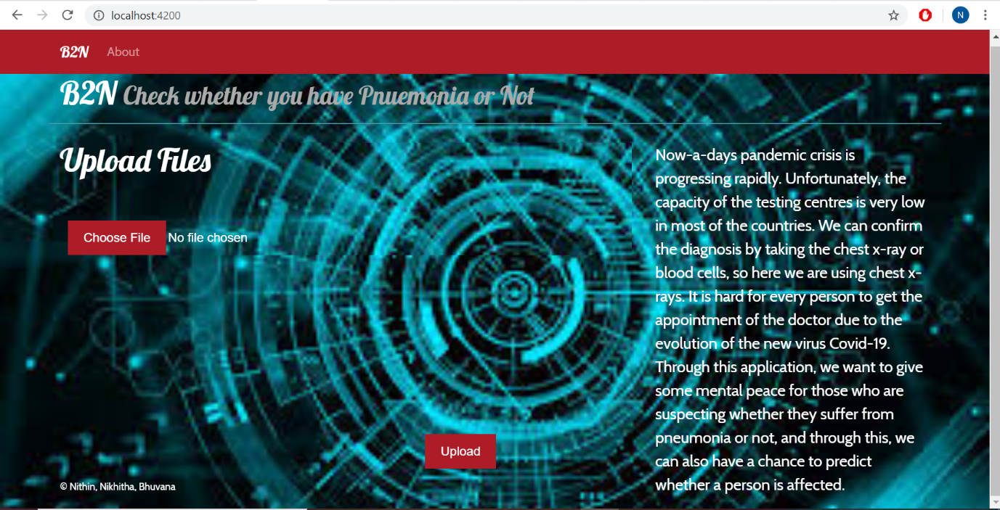 localhost:4200
N
B2N About
B2N Check whether you have Pnuemonia or Not
Upload Files
Choose File No file chosen
Now-a-days pandemic crisis is
progressing rapidly. Unfortunately, the
capacity of the testing centres is very low
in most of the countries. We can confirm
the diagnosis by taking the chest x-ray or
blood cells, so here we are using chest x-
rays. It is hard for every person to get the
appointment of the doctor due to the
evolution of the new virus Covid-19.
Through this application, we want to give
some mental peace for those who are
suspecting whether they suffer from
pneumonia or not, and through this, we
can also have a chance to predict
whether a person is affected.
Upload
© Nithin, Nikhitha, Bhuvana